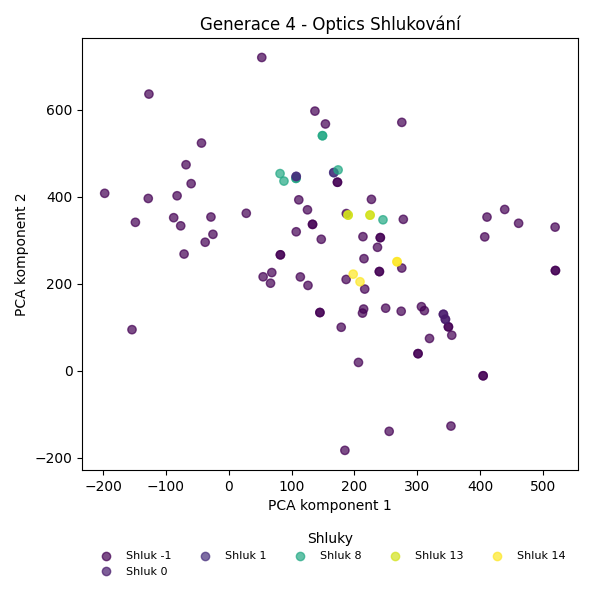 Generace 4 - Optics Shlukování
PCA komponent 2
600
400
200
0
−200
−200 −100 0 100 200 300 400 500
PCA komponent 1
Shluky
Shluk -1 Shluk 1 Shluk 8 Shluk 13 Shluk 14
Shluk 0